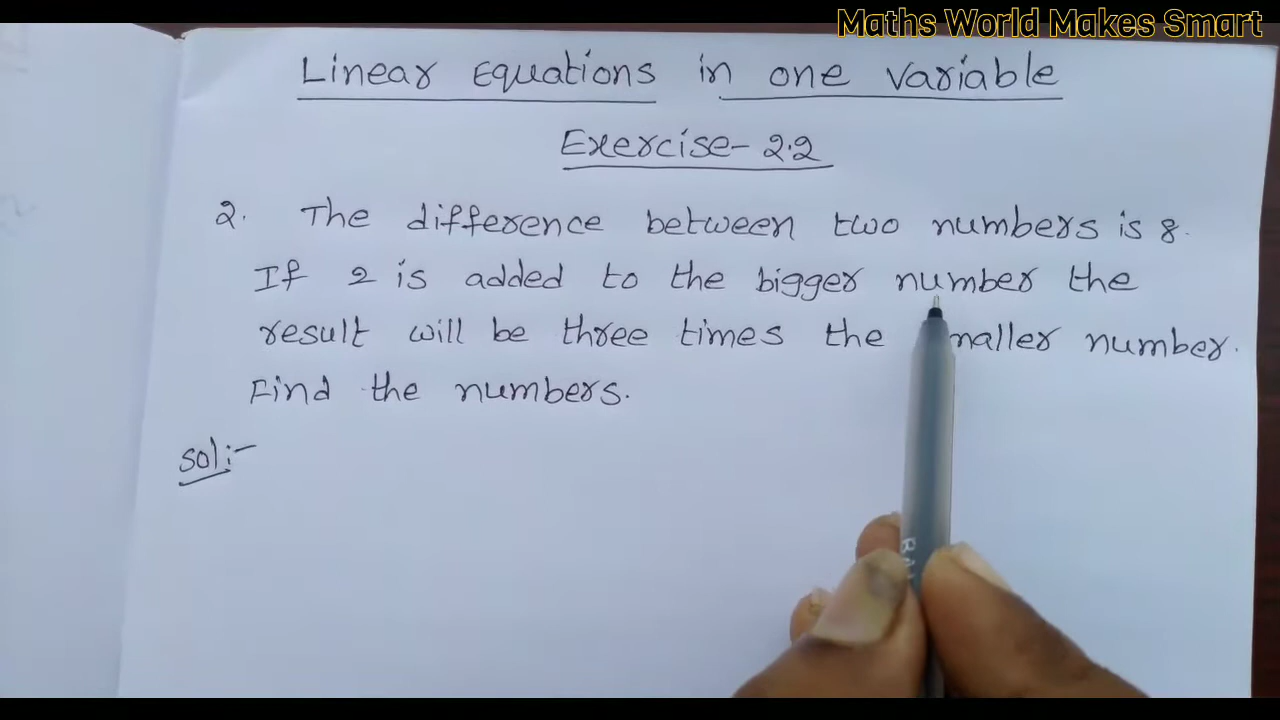 Maths World Makes Smart
Linear Equations in one variable
Exercise- 2.2
2. The difference between two numbers is 8.
If 2 is added to the bigger number the
result will be three times the number.
Find the numbers.
Sol:-